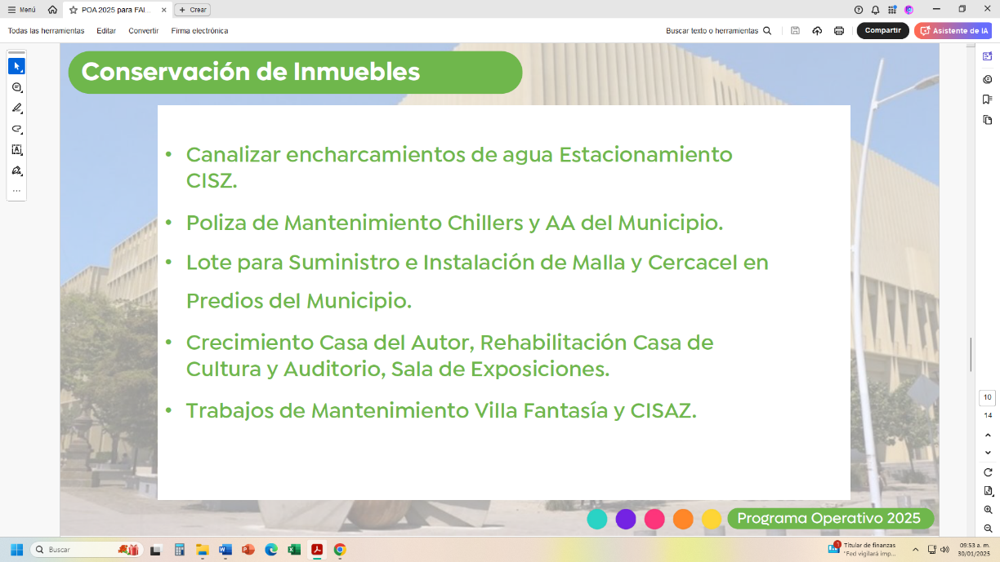 Menú
POA 2025 para FAI...
Crear
Todas las herramientas
Editar
Convertir
Firma electrónica
Buscar texto o herramientas
Compartir
Asistente de IA
Conservación de Inmuebles
• Canalizar encharcamientos de agua Estacionamiento
CISZ.
• Poliza de Mantenimiento Chillers y AA del Municipio.
• Lote para Suministro e Instalación de Malla y Cercacel en
Predios del Municipio.
• Crecimiento Casa del Autor, Rehabilitación Casa de
Cultura y Auditorio, Sala de Exposiciones.
• Trabajos de Mantenimiento Villa Fantasía y CISAZ.
Programa Operativo 2025
10
14
Buscar
1
Titular de finanzas
"Fed vigilará imp...
09:53 a. m.
30/01/2025